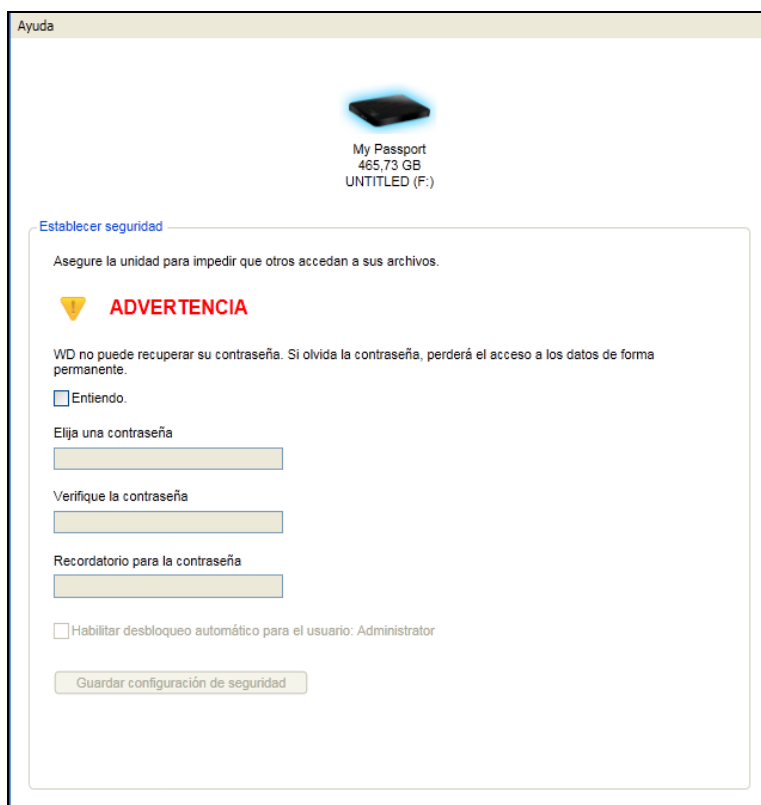 Ayuda
My Passport
465,73 GB
UNTITLED (F:)
Establecer seguridad
Asegure la unidad para impedir que otros accedan a sus archivos.
ADVERTENCIA
WD no puede recuperar su contraseña. Si olvida la contraseña, perderá el acceso a los datos de forma
permanente.
Entiendo.
Elija una contraseña
Verifique la contraseña
Recordatorio para la contraseña
Habilitar desbloqueo automático para el usuario: Administrator
Guardar configuración de seguridad